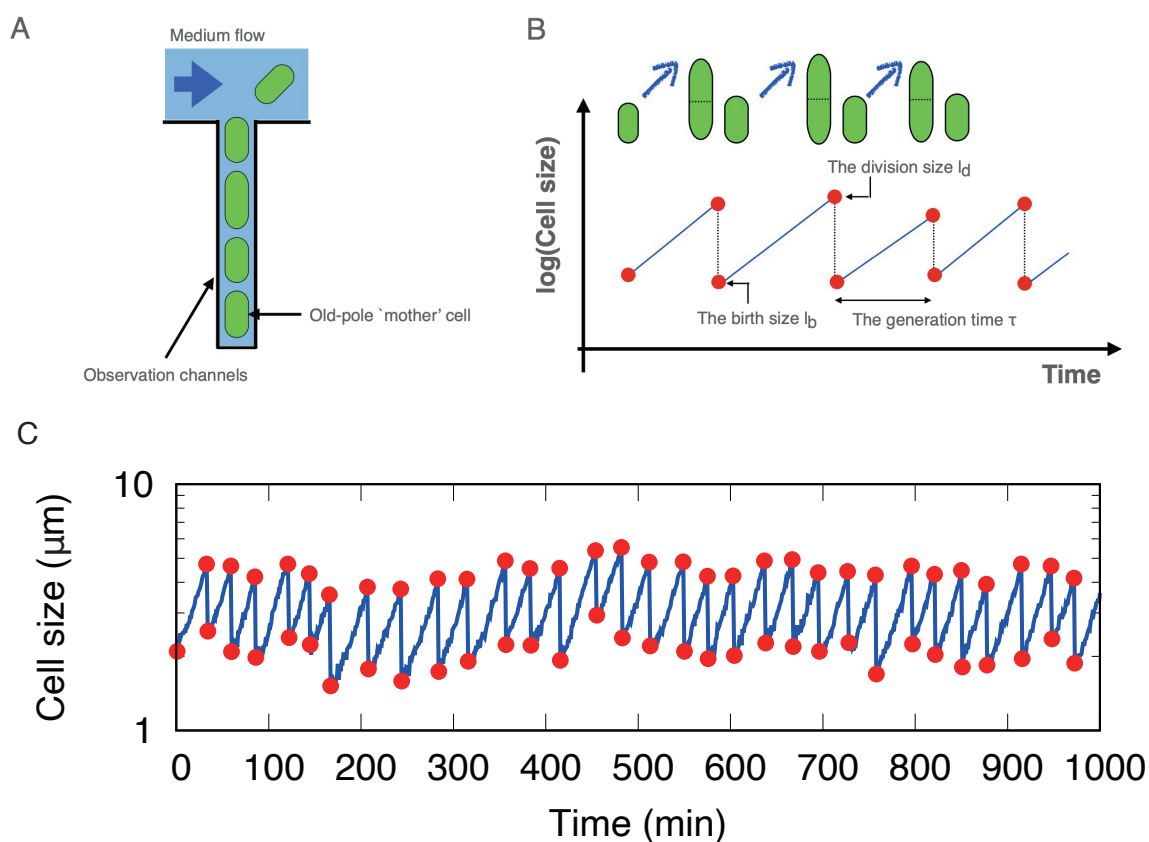 A
Medium flow
Old-pole `mother' cell
Observation channels
B
log(Cell size)
The division size ld
The birth size lb
The generation time τ
Time
C
Cell size (μm)
10
1
0 100 200 300 400 500 600 700 800 900 1000
Time (min)